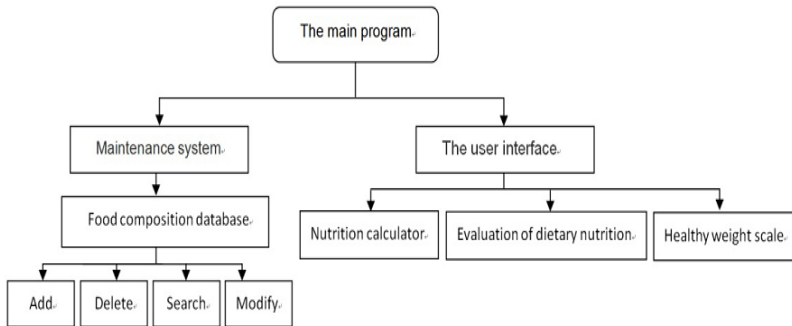 The main program
Maintenance system
The user interface
Food composition database
Nutrition calculator
Evaluation of dietary nutrition
Healthy weight scale
Add
Delete
Search
Modify